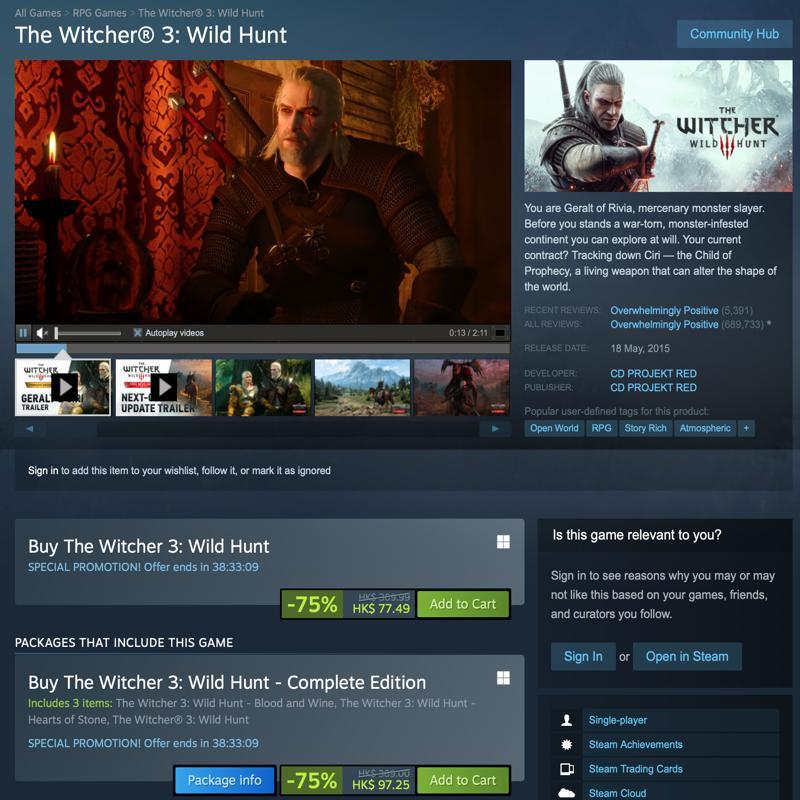 All Games > RPG Games > The Witcher® 3: Wild Hunt
The Witcher® 3: Wild Hunt
Community Hub
THE
WITCHER
WILD HUNT
You are Geralt of Rivia, mercenary monster slayer.
Before you stands a war-torn, monster-infested
continent you can explore at will. Your current
contract? Tracking down Ciri — the Child of
Prophecy, a living weapon that can alter the shape of
the world.
RECENT REVIEWS: Overwhelmingly Positive (5,391)
ALL REVIEWS: Overwhelmingly Positive (689,733) *
RELEASE DATE: 18 May, 2015
DEVELOPER: CD PROJEKT RED
PUBLISHER: CD PROJEKT RED
Popular user-defined tags for this product:
Open World RPG Story Rich Atmospheric +
Autoplay videos 0:13 / 2:11
WITCHER
TRAILER
WITCHER
UPDATE TRAILER
Sign in to add this item to your wishlist, follow it, or mark it as ignored
Buy The Witcher 3: Wild Hunt
SPECIAL PROMOTION! Offer ends in 38:33:09
-75% HK$ 309.99 HK$ 77.49 Add to Cart
PACKAGES THAT INCLUDE THIS GAME
Buy The Witcher 3: Wild Hunt - Complete Edition
Includes 3 items: The Witcher 3: Wild Hunt - Blood and Wine, The Witcher 3: Wild Hunt -
Hearts of Stone, The Witcher® 3: Wild Hunt
SPECIAL PROMOTION! Offer ends in 38:33:09
Package info -75% HK$ 389.00 HK$ 97.25 Add to Cart
Is this game relevant to you?
Sign in to see reasons why you may or may
not like this based on your games, friends,
and curators you follow.
Sign In or Open in Steam
Single-player
Steam Achievements
Steam Trading Cards
Steam Cloud